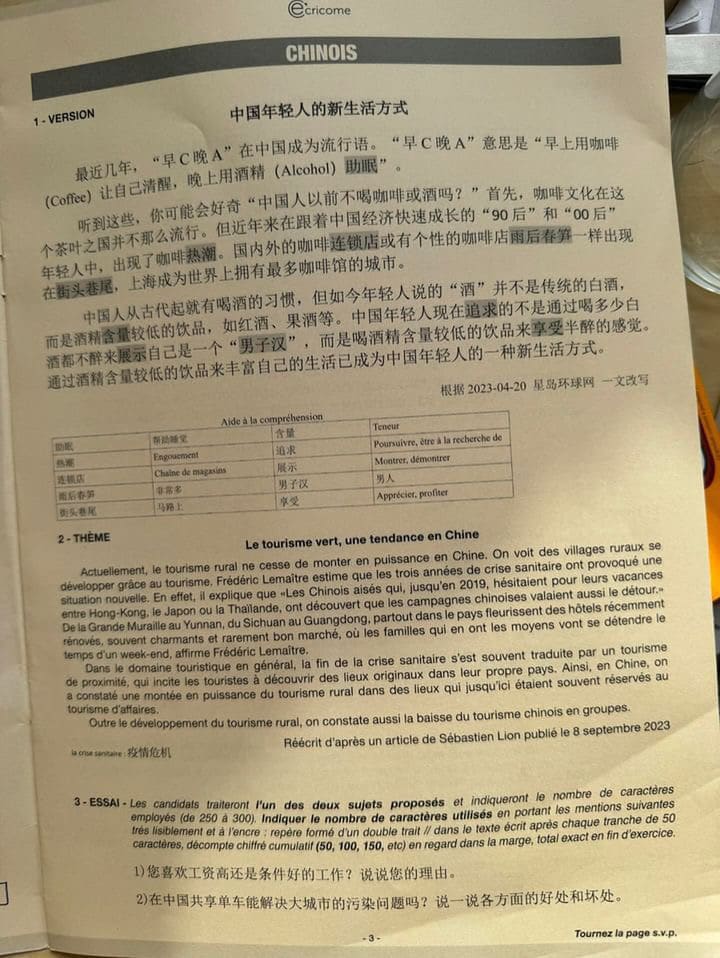 ecricome
CHINOIS
1 - VERSION
中国年轻人的新生活方式
最近几年，“早C晚A”在中国成为流行语。“早C晚A”意思是“早上用咖啡
（Coffee）让自己清醒，晚上用酒精（Alcohol）助眠”。
听到这些，你可能会好奇“中国人以前不喝咖啡或酒吗？”首先，咖啡文化在这
个茶叶之国并不那么流行。但近年来在跟着中国经济快速成长的“90后”和“00后”
年轻人中，出现了咖啡热潮。国内外的咖啡连锁店或有个性的咖啡店雨后春笋一样出现
在街头巷尾，上海成为世界上拥有最多咖啡馆的城市。
中国人从古代起就有喝酒的习惯，但如今年轻人说的“酒”并不是传统的白酒，
而是酒精含量较低的饮品，如红酒、果酒等。中国年轻人现在追求的不是通过喝多少白
酒都不醉来展示自己是一个“男子汉”，而是喝酒精含量较低的饮品来享受半醉的感觉。
通过酒精含量较低的饮品来丰富自己的生活已成为中国年轻人的一种新生活方式。
根据 2023-04-20 星岛环球网 一文改写
Aide à la compréhension
助眠 帮助睡觉 含量 Teneur
热潮 Engouement 追求 Poursuivre, être à la recherche de
连锁店 Chaîne de magasins 展示 Montrer, démontrer
雨后春笋 非常多 男子汉 男人
街头巷尾 马路上 享受 Apprécier, profiter
2 - THÈME
Le tourisme vert, une tendance en Chine
Actuellement, le tourisme rural ne cesse de monter en puissance en Chine. On voit des villages ruraux se
développer grâce au tourisme. Frédéric Lemaître estime que les trois années de crise sanitaire ont provoqué une
situation nouvelle. En effet, il explique que «Les Chinois aisés qui, jusqu'en 2019, hésitaient pour leurs vacances
entre Hong-Kong, le Japon ou la Thaïlande, ont découvert que les campagnes chinoises valaient aussi le détour.»
De la Grande Muraille au Yunnan, du Sichuan au Guangdong, partout dans le pays fleurissent des hôtels récemment
rénovés, souvent charmants et rarement bon marché, où les familles qui en ont les moyens vont se détendre le
temps d'un week-end, affirme Frédéric Lemaître.
Dans le domaine touristique en général, la fin de la crise sanitaire s'est souvent traduite par un tourisme
de proximité, qui incite les touristes à découvrir des lieux originaux dans leur propre pays. Ainsi, en Chine, on
a constaté une montée en puissance du tourisme rural dans des lieux qui jusqu'ici étaient souvent réservés au
tourisme d'affaires.
Outre le développement du tourisme rural, on constate aussi la baisse du tourisme chinois en groupes.
Réécrit d'après un article de Sébastien Lion publié le 8 septembre 2023
la crise sanitaire : 疫情危机
3 - ESSAI - Les candidats traiteront l'un des deux sujets proposés et indiqueront le nombre de caractères
employés (de 250 à 300). Indiquer le nombre de caractères utilisés en portant les mentions suivantes
très lisiblement et à l'encre : repère formé d'un double trait // dans le texte écrit après chaque tranche de 50
caractères, décompte chiffré cumulatif (50, 100, 150, etc) en regard dans la marge, total exact en fin d'exercice.
1)您喜欢工资高还是条件好的工作？说说您的理由。
2)在中国共享单车能解决大城市的污染问题吗？说一说各方面的好处和坏处。
- 3 -
Tournez la page s.v.p.